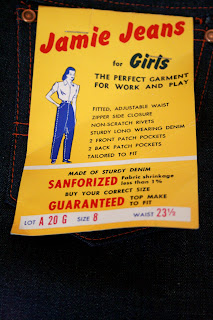 Jamie Jeans
for Girls
THE PERFECT GARMENT
FOR WORK AND PLAY
FITTED, ADJUSTABLE WAIST
ZIPPER SIDE CLOSURE
NON-SCRATCH RIVETS
STURDY LONG WEARING DENIM
2 FRONT PATCH POCKETS
2 BACK PATCH POCKETS
TAILORED TO FIT
MADE OF STURDY DENIM
SANFORIZED Fabric shrinkage less than 1%
BUY YOUR CORRECT SIZE
GUARANTEED TOP MAKE TO FIT
LOT A 20 G SIZE 8 WAIST 23½